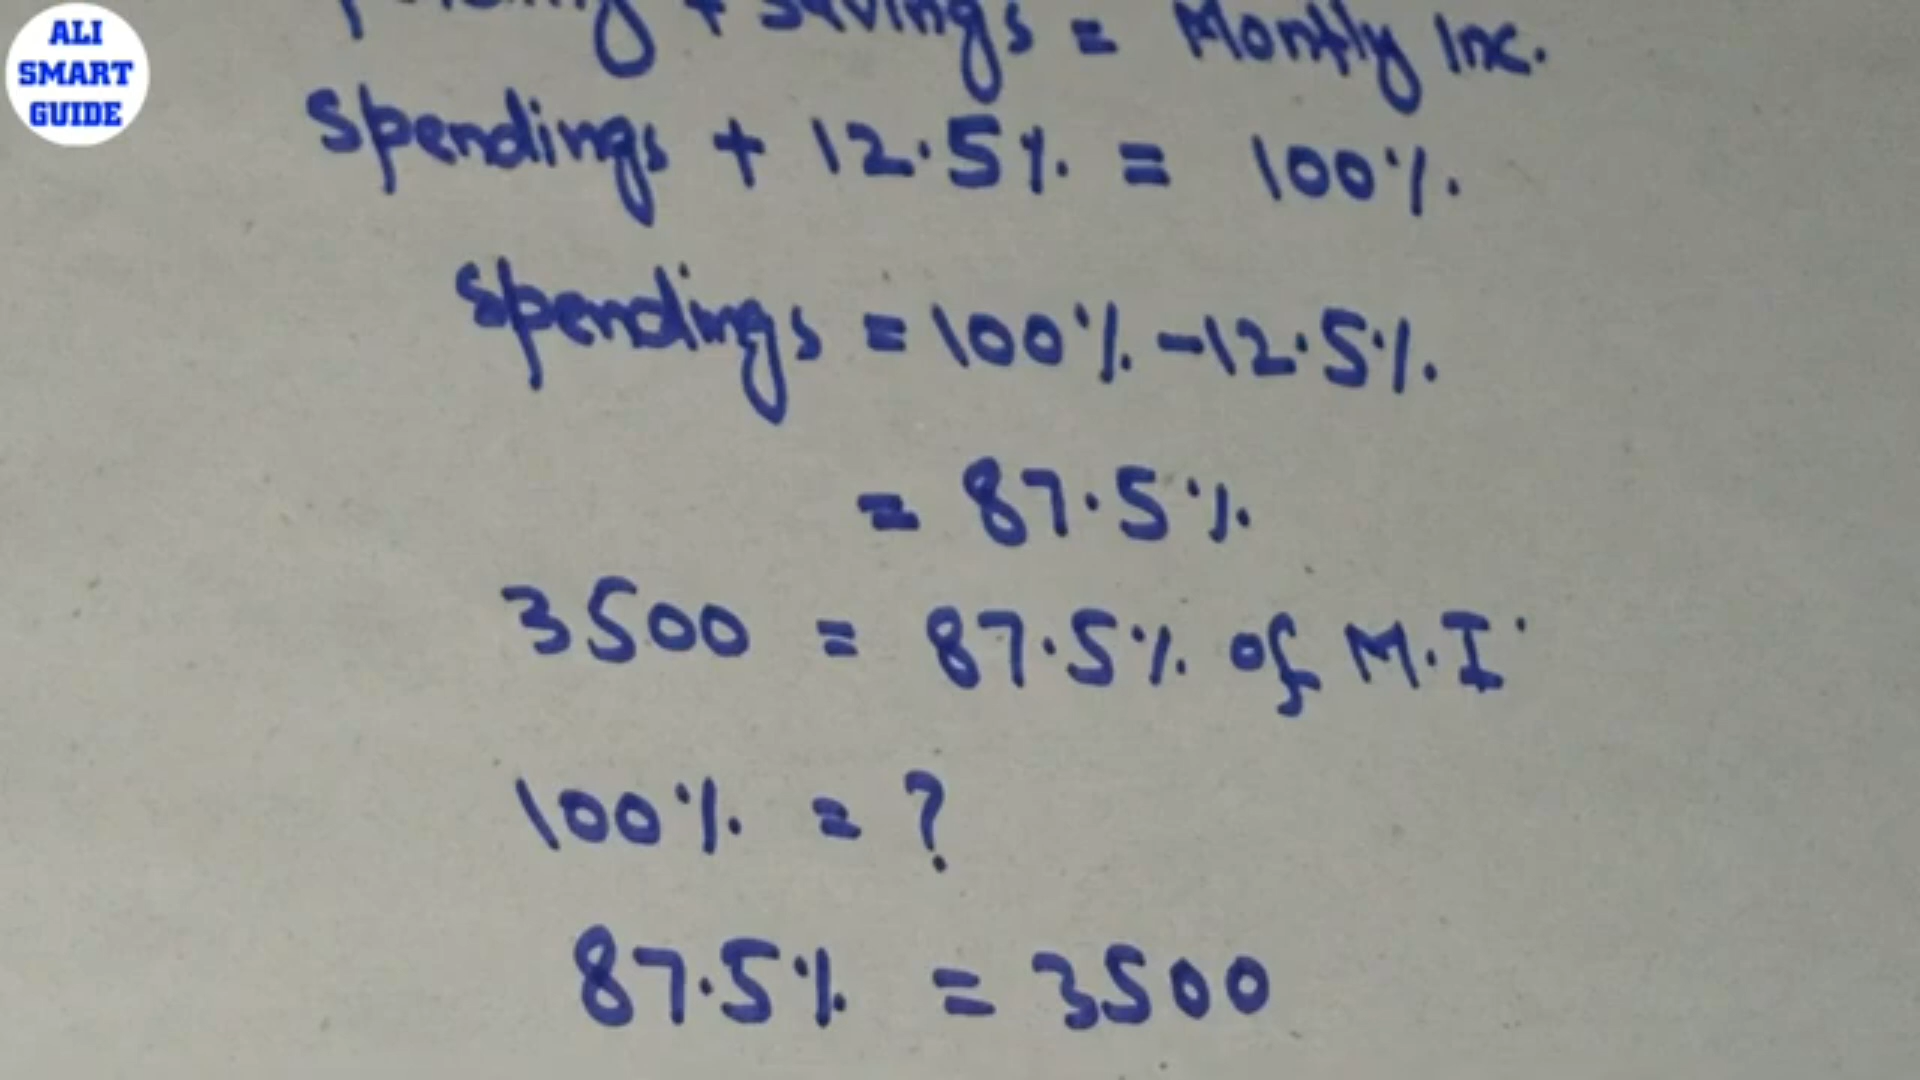 ALI
SMART
GUIDE
+ Savings = Montly Inc.
Spendings + 12.5% = 100%
Spendings = 100% - 12.5%
= 87.5%
3500 = 87.5% of M.I
100% = ?
87.5% = 3500